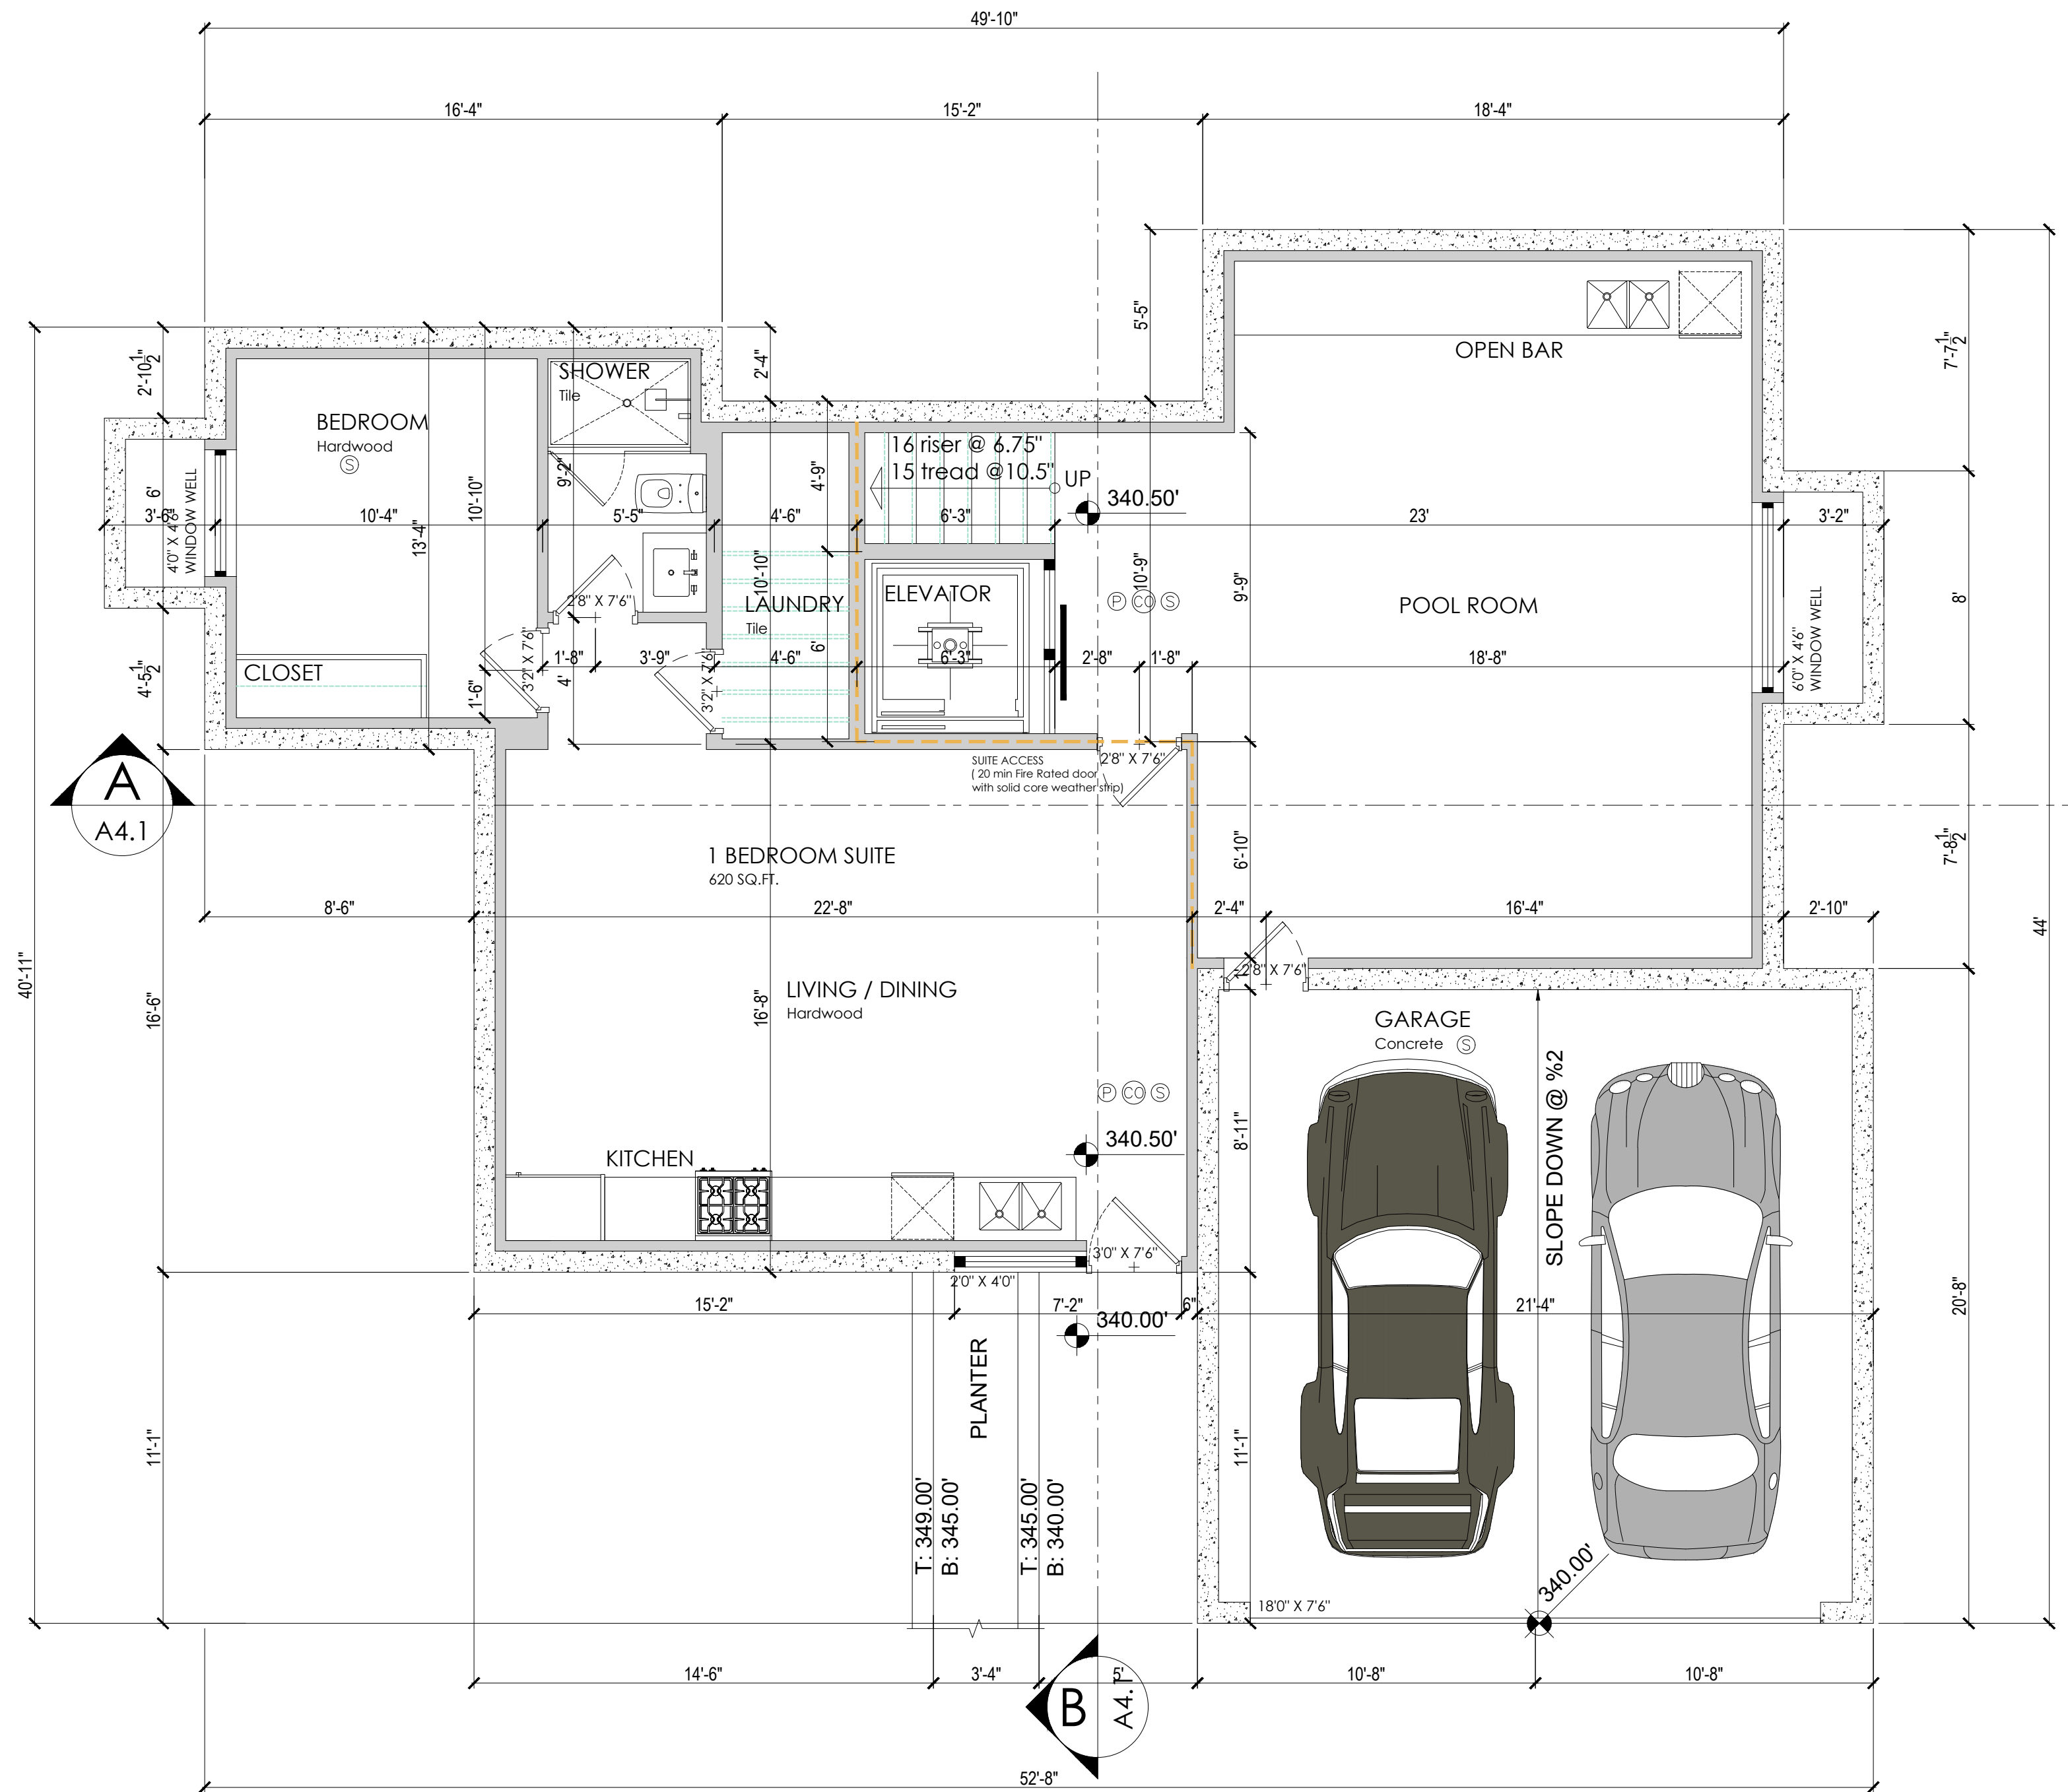 49'-10"
16'-4"
15'-2"
18'-4"
5'-5"
7'-7 1/2"
2'-10 1/2"
2'-4"
OPEN BAR
SHOWER
Tile
BEDROOM
Hardwood
S
16 riser @ 6.75"
15 tread @10.5"
UP
340.50'
9'-2"
10'-10"
4'-9"
6'
3'-6"
4'0" X 4'6"
WINDOW WELL
10'-4"
13'-4"
5'-5"
4'-6"
6'-3"
23'
3'-2"
10'-10"
10'-9"
9'-9"
ELEVATOR
P CO S
POOL ROOM
8'
2'8" X 7'6"
LAUNDRY
Tile
6'
6'0" X 4'6"
WINDOW WELL
CLOSET
4'-5 1/2"
1'-6"
3'2" X 7'6"
4'
1'-8"
3'-9"
3'2" X 7'6"
4'-6"
6'-3"
2'-8"
1'-8"
18'-8"
A
A4.1
SUITE ACCESS
( 20 min Fire Rated door
with solid core weather strip)
2'8" X 7'6"
1 BEDROOM SUITE
620 SQ.FT.
6'-10"
7'-8 1/2"
8'-6"
22'-8"
2'-4"
16'-4"
2'-10"
44'
40'-11"
16'-6"
16'-8"
LIVING / DINING
Hardwood
2'8" X 7'6"
GARAGE
Concrete
S
SLOPE DOWN @ %2
P CO S
8'-11"
340.50'
KITCHEN
3'0" X 7'6"
2'0" X 4'0"
15'-2"
7'-2"
6"
21'-4"
20'-8"
340.00'
PLANTER
11'-1"
11'-1"
T: 349.00'
B: 345.00'
T: 345.00'
B: 340.00'
340.00'
18'0" X 7'6"
14'-6"
3'-4"
5'
10'-8"
10'-8"
B
A4.1
52'-8"